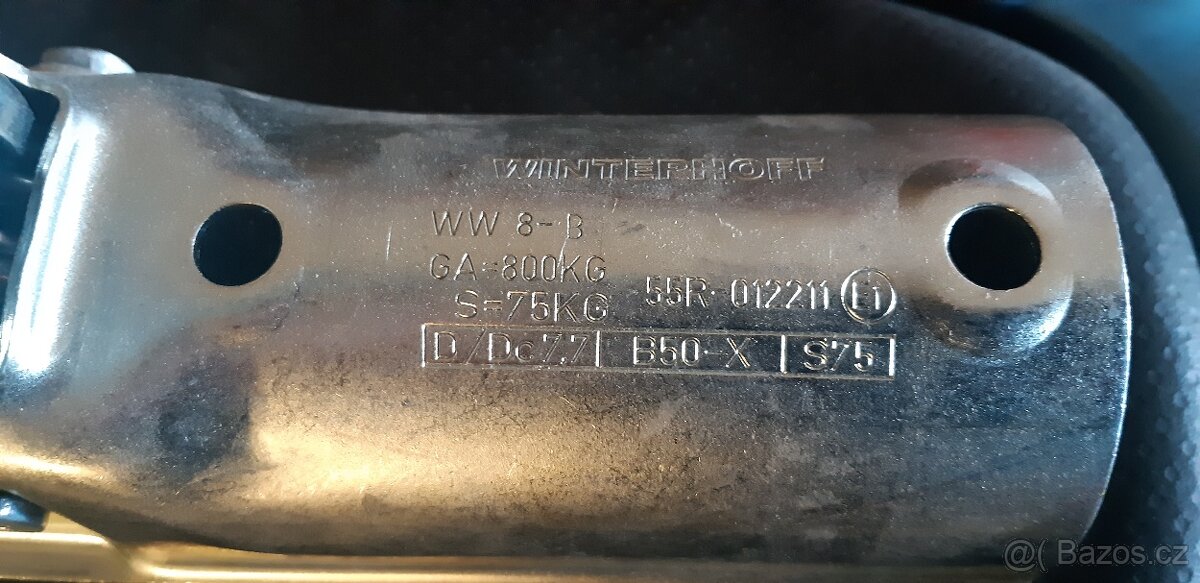 WINTERHOFF
WW 8-B
GA=800KG
S=75KG 55R-012211 E1
D/Dc7.7 B50-X S75
@( Bazos.cz